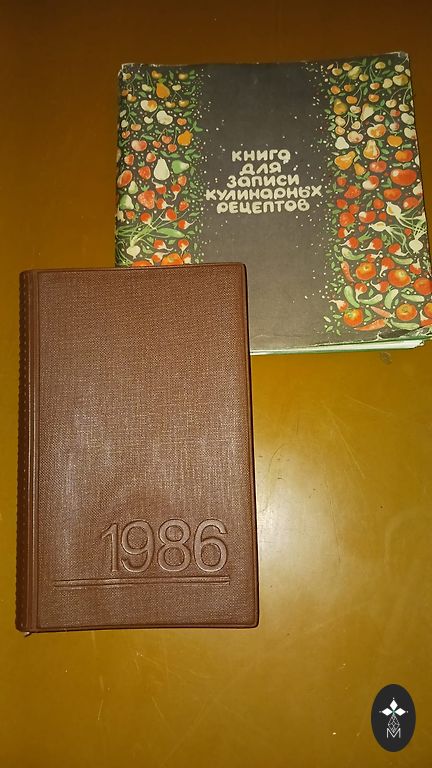 КНИГА
ДЛЯ
ЗАПИСИ
КУЛИНАРНЫХ
РЕЦЕПТОВ
1986
М